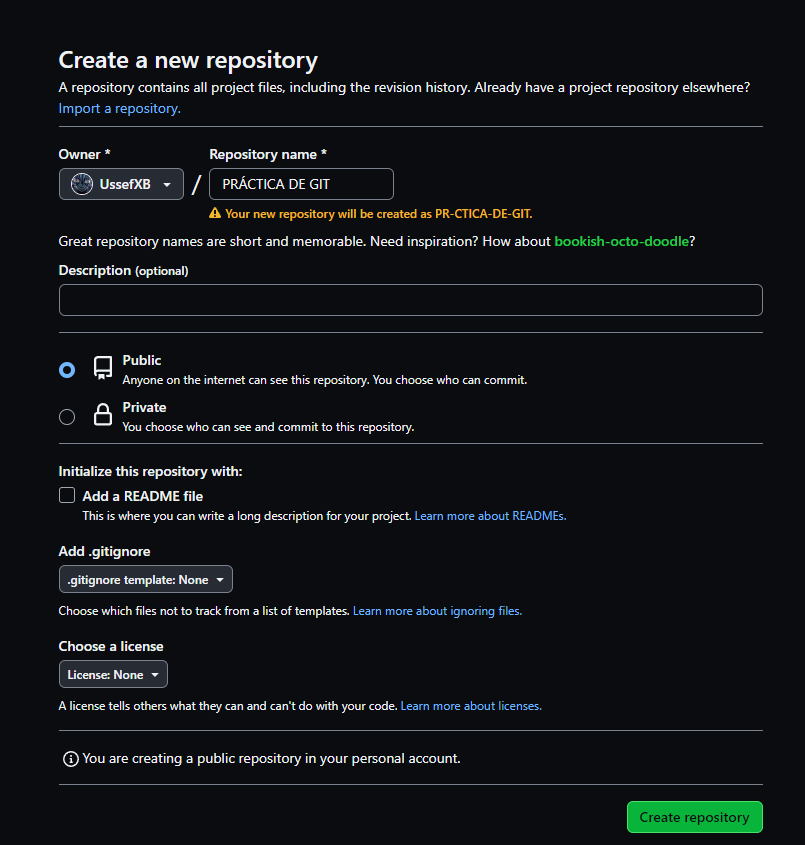 Create a new repository
A repository contains all project files, including the revision history. Already have a project repository elsewhere?
Import a repository.
Owner * Repository name *
UssefXB / PRÁCTICA DE GIT
Your new repository will be created as PR-CTICA-DE-GIT.
Great repository names are short and memorable. Need inspiration? How about bookish-octo-doodle?
Description (optional)
Public
Anyone on the internet can see this repository. You choose who can commit.
Private
You choose who can see and commit to this repository.
Initialize this repository with:
Add a README file
This is where you can write a long description for your project. Learn more about READMEs.
Add .gitignore
.gitignore template: None
Choose which files not to track from a list of templates. Learn more about ignoring files.
Choose a license
License: None
A license tells others what they can and can't do with your code. Learn more about licenses.
You are creating a public repository in your personal account.
Create repository